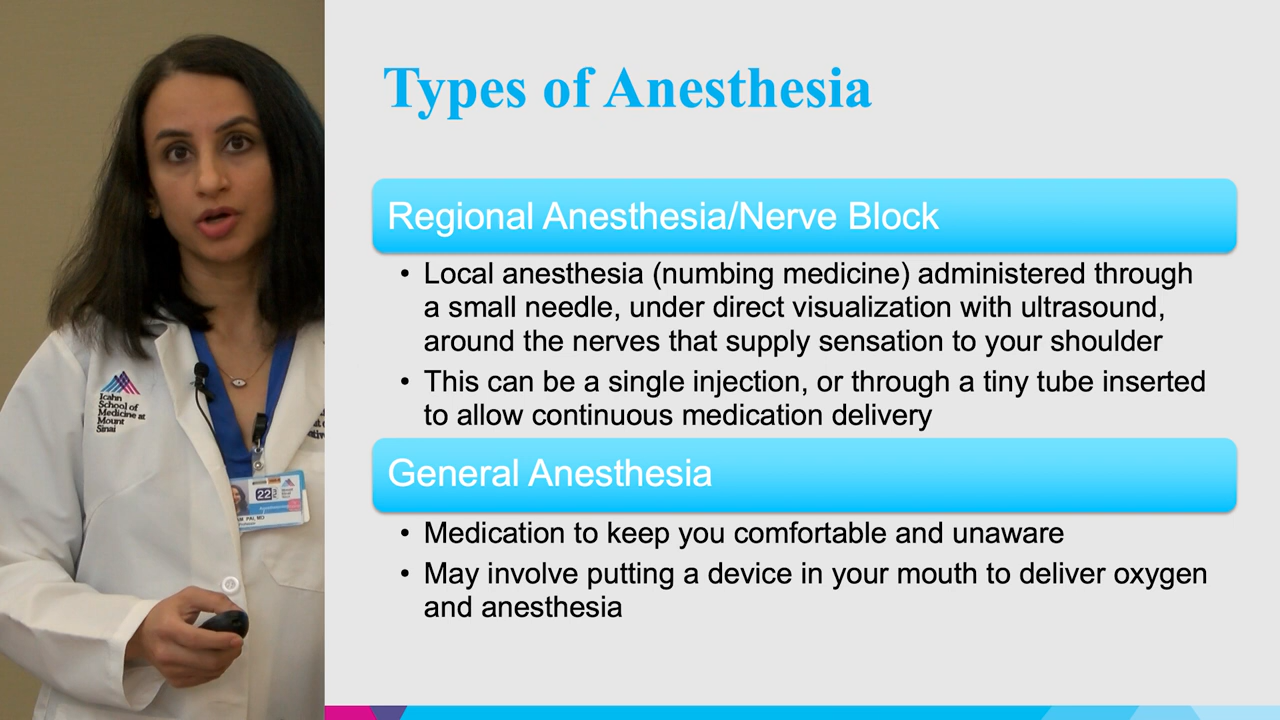 Types of Anesthesia
Regional Anesthesia/Nerve Block
• Local anesthesia (numbing medicine) administered through
a small needle, under direct visualization with ultrasound,
around the nerves that supply sensation to your shoulder
• This can be a single injection, or through a tiny tube inserted
to allow continuous medication delivery
General Anesthesia
• Medication to keep you comfortable and unaware
• May involve putting a device in your mouth to deliver oxygen
and anesthesia
Icahn
School of
Medicine at
Mount
Sinai
22
PAI, MD